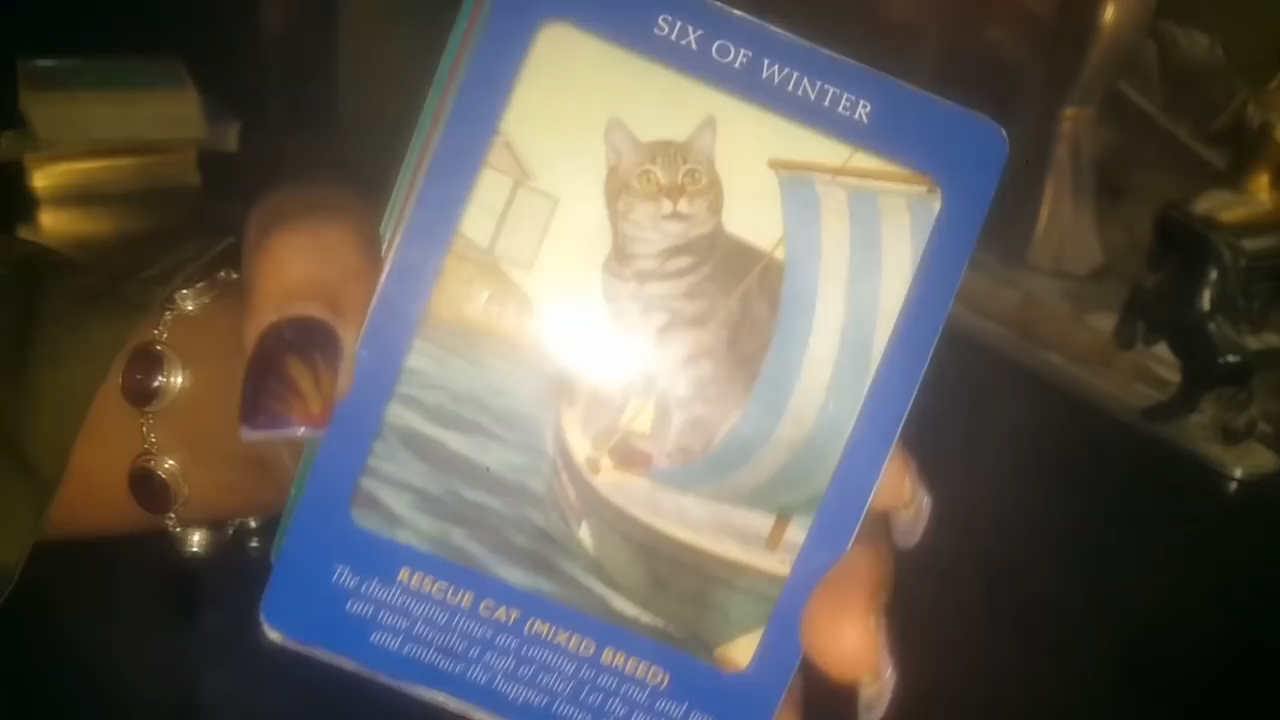 SIX OF WINTER
RESCUE CAT (MIXED BREED)
The challenging times are coming to an end, and you
can now breathe a sigh of relief. Let the
and embrace the happier times